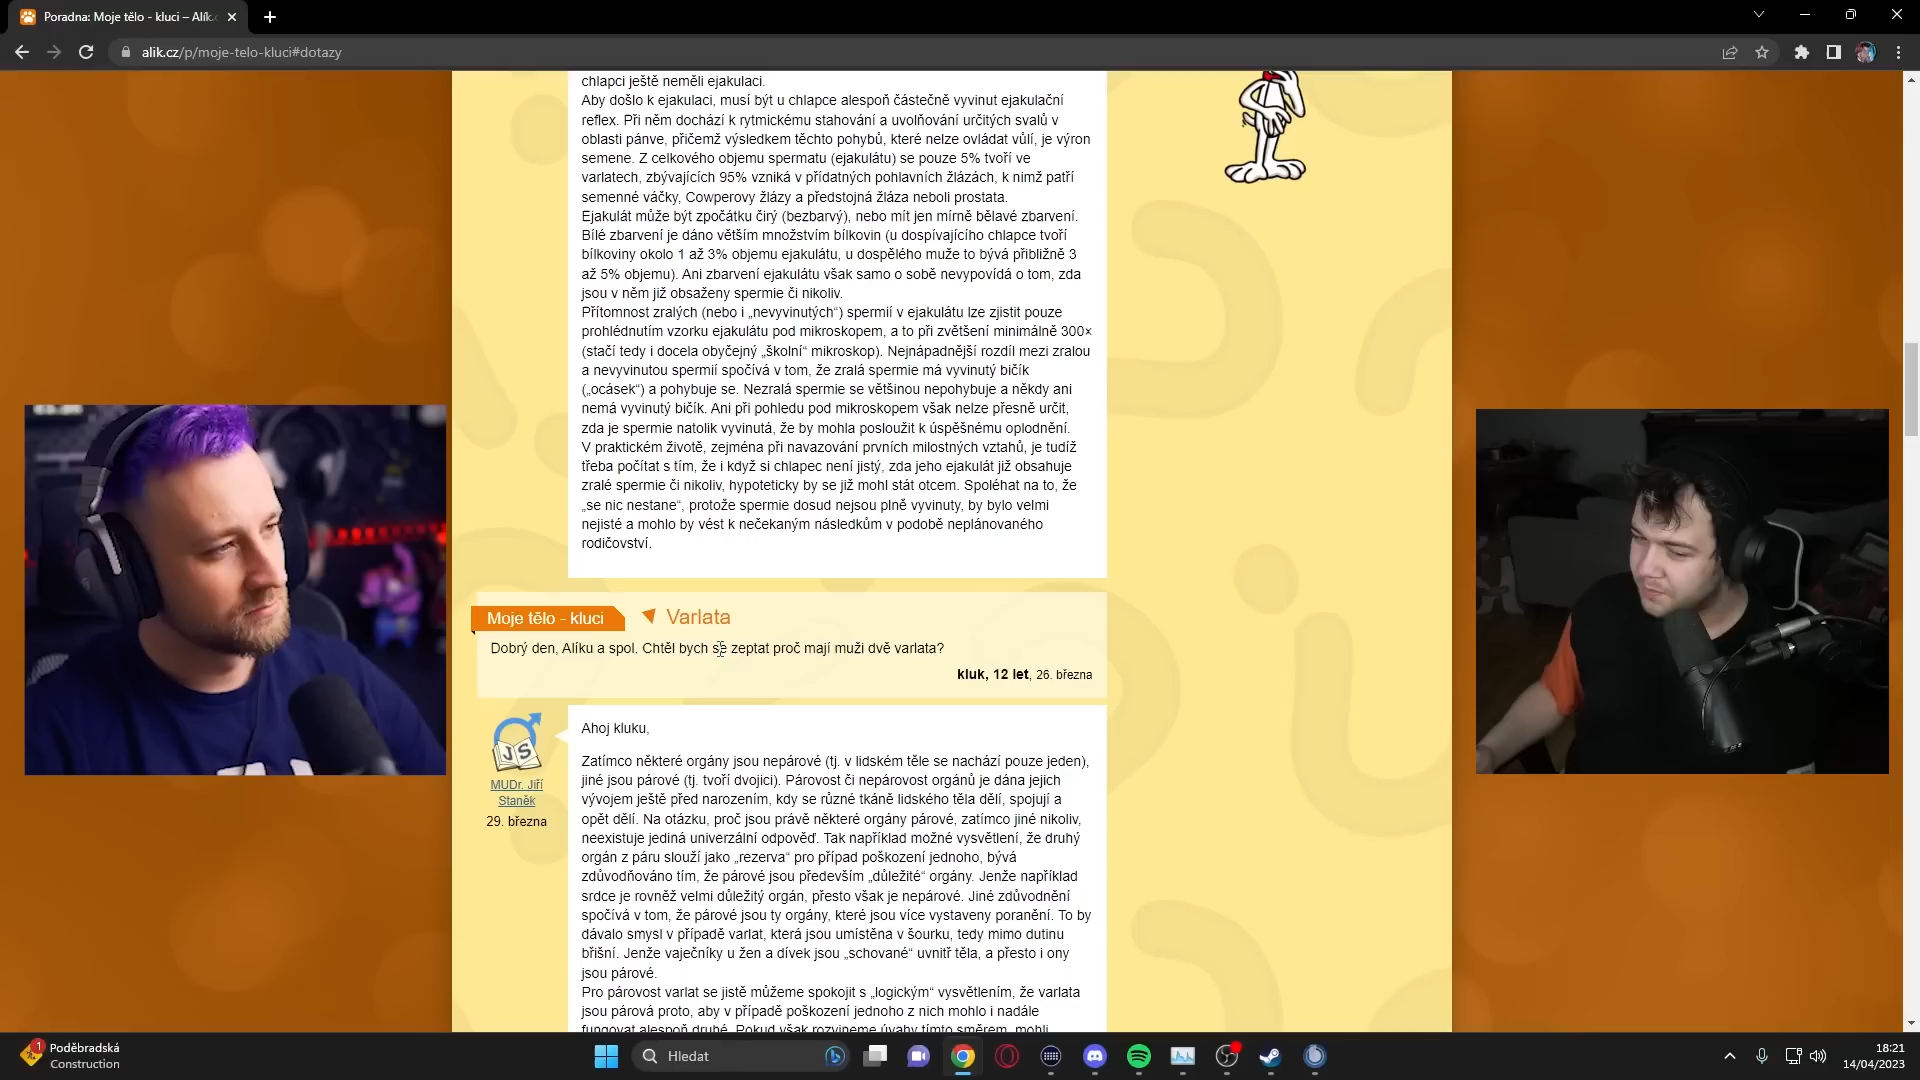 Poradna: Moje tělo - kluci – Alík.c
alik.cz/p/moje-telo-kluci#dotazy
chlapci ještě neměli ejakulaci.
Aby došlo k ejakulaci, musí být u chlapce alespoň částečně vyvinut ejakulační
reflex. Při něm dochází k rytmickému stahování a uvolňování určitých svalů v
oblasti pánve, přičemž výsledkem těchto pohybů, které nelze ovládat vůlí, je výron
semene. Z celkového objemu spermatu (ejakulátu) se pouze 5% tvoří ve
varlatech, zbývajících 95% vzniká v přídatných pohlavních žlázách, k nimž patří
semenné váčky, Cowperovy žlázy a předstojná žláza neboli prostata.
Ejakulát může být zpočátku čirý (bezbarvý), nebo mít jen mírně bělavé zbarvení.
Bílé zbarvení je dáno větším množstvím bílkovin (u dospívajícího chlapce tvoří
bílkoviny okolo 1 až 3% objemu ejakulátu, u dospělého muže to bývá přibližně 3
až 5% objemu). Ani zbarvení ejakulátu však samo o sobě nevypovídá o tom, zda
jsou v něm již obsaženy spermie či nikoliv.
Přítomnost zralých (nebo i „nevyvinutých“) spermií v ejakulátu lze zjistit pouze
prohlédnutím vzorku ejakulátu pod mikroskopem, a to při zvětšení minimálně 300×
(stačí tedy i docela obyčejný „školní“ mikroskop). Nejnápadnější rozdíl mezi zralou
a nevyvinutou spermií spočívá v tom, že zralá spermie má vyvinutý bičík
(„ocásek“) a pohybuje se. Nezralá spermie se většinou nepohybuje a někdy ani
nemá vyvinutý bičík. Ani při pohledu pod mikroskopem však nelze přesně určit,
zda je spermie natolik vyvinutá, že by mohla posloužit k úspěšnému oplodnění.
V praktickém životě, zejména při navazování prvních milostných vztahů, je tudíž
třeba počítat s tím, že i když si chlapec není jistý, zda jeho ejakulát již obsahuje
zralé spermie či nikoliv, hypoteticky by se již mohl stát otcem. Spoléhat na to, že
„se nic nestane“, protože spermie dosud nejsou plně vyvinuty, by bylo velmi
nejisté a mohlo by vést k nečekaným následkům v podobě neplánovaného
rodičovství.
Moje tělo - kluci
Varlata
Dobrý den, Alíku a spol. Chtěl bych se zeptat proč mají muži dvě varlata?
kluk, 12 let, 26. března
JS
MUDr. Jiří
Staněk
29. března
Ahoj kluku,
Zatímco některé orgány jsou nepárové (tj. v lidském těle se nachází pouze jeden),
jiné jsou párové (tj. tvoří dvojici). Párovost či nepárovost orgánů je dána jejich
vývojem ještě před narozením, kdy se různé tkáně lidského těla dělí, spojují a
opět dělí. Na otázku, proč jsou právě některé orgány párové, zatímco jiné nikoliv,
neexistuje jediná univerzální odpověď. Tak například možné vysvětlení, že druhý
orgán z páru slouží jako „rezerva“ pro případ poškození jednoho, bývá
zdůvodňováno tím, že párové jsou především „důležité“ orgány. Jenže například
srdce je rovněž velmi důležitý orgán, přesto však je nepárové. Jiné zdůvodnění
spočívá v tom, že párové jsou ty orgány, které jsou více vystaveny poranění. To by
dávalo smysl v případě varlat, která jsou umístěna v šourku, tedy mimo dutinu
břišní. Jenže vaječníky u žen a dívek jsou „schované“ uvnitř těla, a přesto i ony
jsou párové.
Pro párovost varlat se jistě můžeme spokojit s „logickým“ vysvětlením, že varlata
jsou párová proto, aby v případě poškození jednoho z nich mohlo i nadále
fungovat alespoň druhé. Pokud však rozvineme úvahy tímto směrem, mohli
1
Poděbradská
Construction
Hledat
18:21
14/04/2023